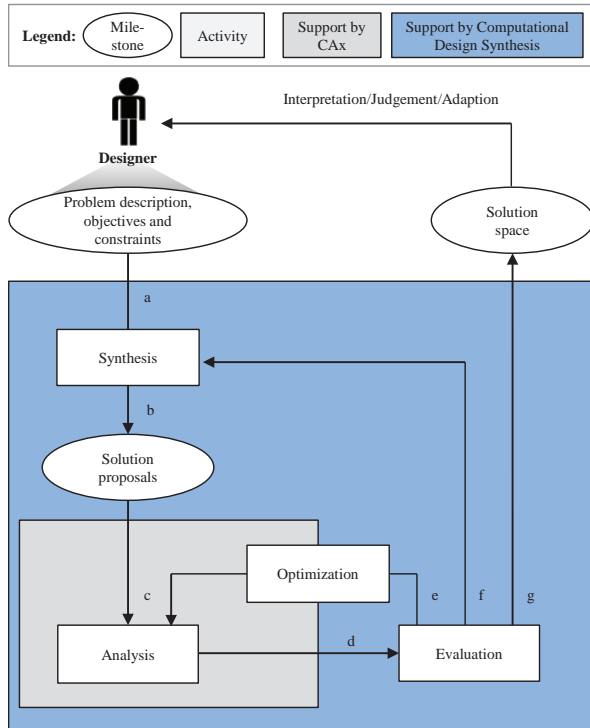 Legend:
Mile-
stone
Activity
Support by
CAx
Support by Computational
Design Synthesis
Interpretation/Judgement/Adaption
Designer
Problem description,
objectives and
constraints
Solution
space
a
Synthesis
b
Solution
proposals
Optimization
c
e
f
g
Analysis
d
Evaluation